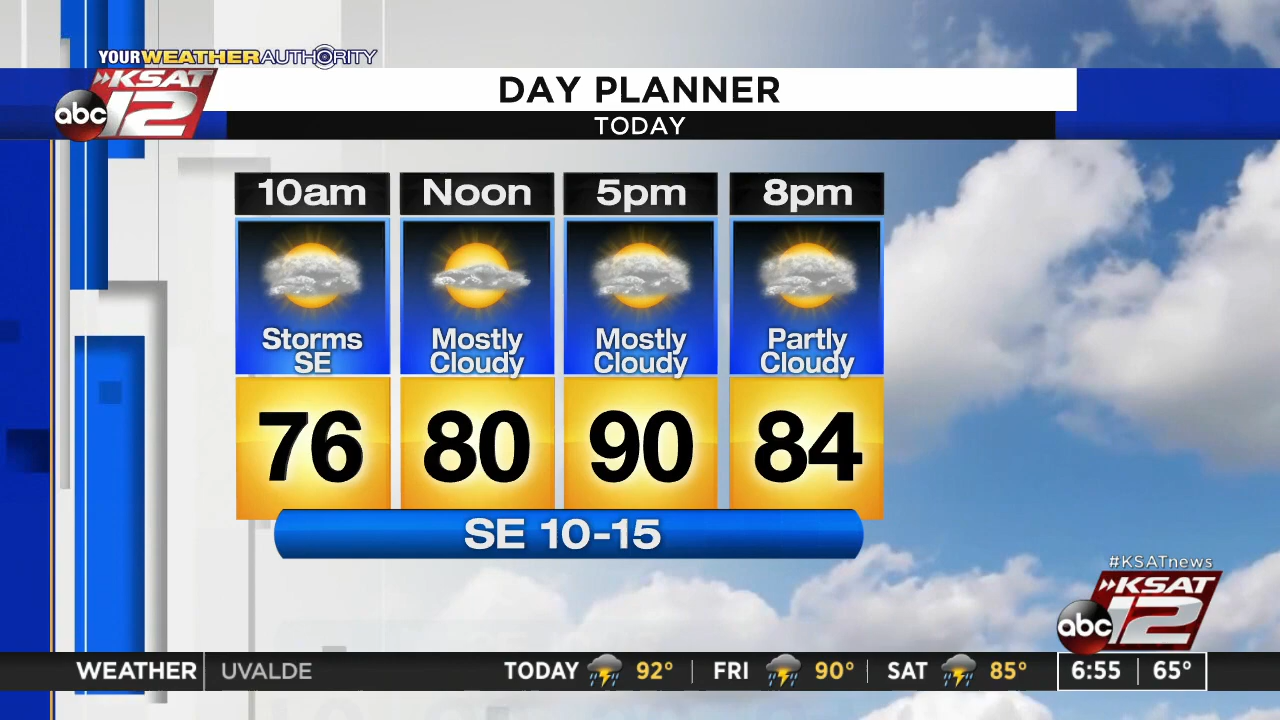 YOURWEATHERAUTHORITY
KSAT
abc 12
DAY PLANNER
TODAY
10am Noon 5pm 8pm
Storms Mostly Mostly Partly
SE Cloudy Cloudy Cloudy
76 80 90 84
SE 10-15
#KSATnews
KSAT
abc 12
WEATHER UVALDE TODAY 92° FRI 90° SAT 85° 6:55 65°